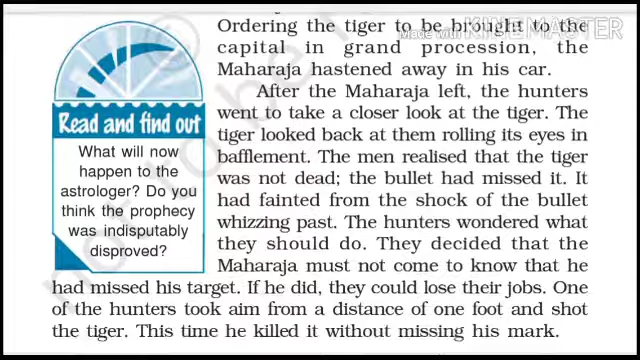 Ordering the tiger to be brought to the
capital in grand procession, the
Maharaja hastened away in his car.
After the Maharaja left, the hunters
went to take a closer look at the tiger. The
tiger looked back at them rolling its eyes in
bafflement. The men realised that the tiger
was not dead; the bullet had missed it. It
had fainted from the shock of the bullet
whizzing past. The hunters wondered what
they should do. They decided that the
Maharaja must not come to know that he
had missed his target. If he did, they could lose their jobs. One
of the hunters took aim from a distance of one foot and shot
the tiger. This time he killed it without missing his mark.
Read and find out
What will now
happen to the
astrologer? Do you
think the prophecy
was indisputably
disproved?
Made with KINEMASTER
not to be